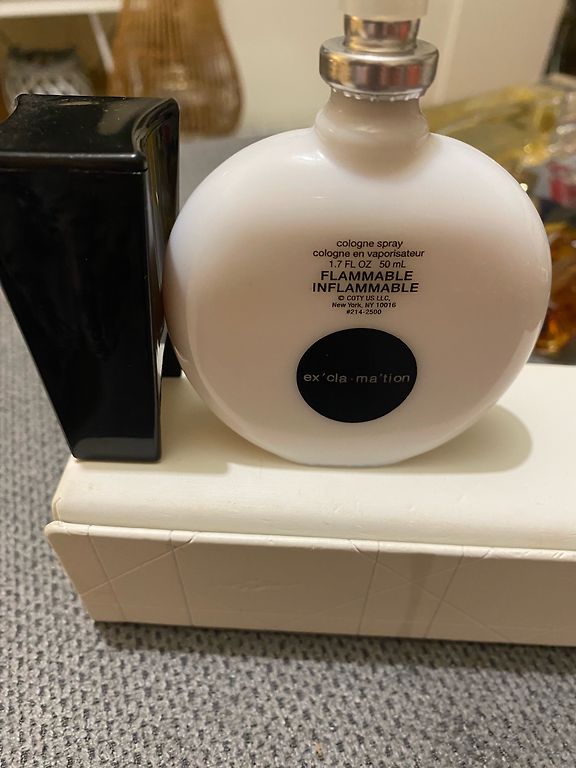 cologne spray
cologne en vaporisateur
1.7 FL OZ 50 mL
FLAMMABLE
INFLAMMABLE
© COTY US LLC,
New York, NY 10016
#214-2500
ex'cla·ma'tion